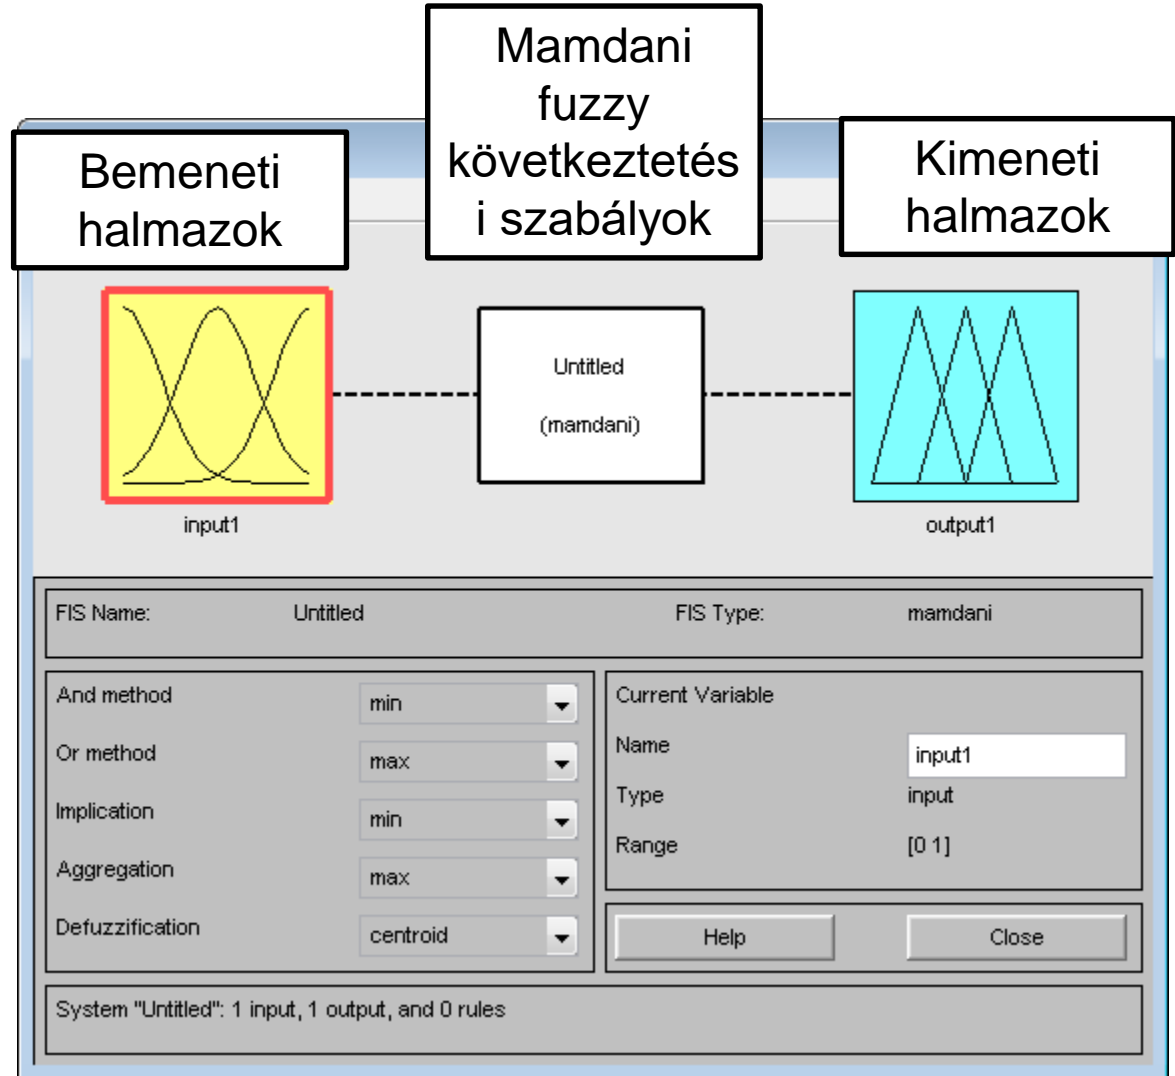 Mamdani
fuzzy
következtetés
i szabályok
Bemeneti
halmazok
Kimeneti
halmazok
Untitled
(mamdani)
input1
output1
FIS Name: Untitled FIS Type: mamdani
And method min
Or method max
Implication min
Aggregation max
Defuzzification centroid
Current Variable
Name input1
Type input
Range [0 1]
Help Close
System "Untitled": 1 input, 1 output, and 0 rules